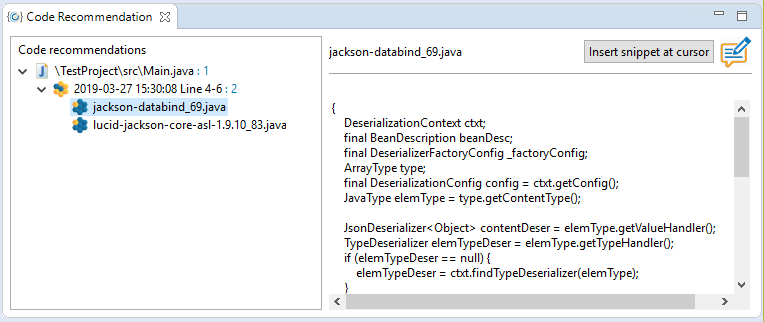 Code Recommendation
Code recommendations
\TestProject\src\Main.java : 1
2019-03-27 15:30:08 Line 4-6 : 2
jackson-databind_69.java
lucid-jackson-core-asl-1.9.10_83.java
jackson-databind_69.java
Insert snippet at cursor
{
DeserializationContext ctxt;
final BeanDescription beanDesc;
final DeserializerFactoryConfig _factoryConfig;
ArrayType type;
final DeserializationConfig config = ctxt.getConfig();
JavaType elemType = type.getContentType();
JsonDeserializer<Object> contentDeser = elemType.getValueHandler();
TypeDeserializer elemTypeDeser = elemType.getTypeHandler();
if (elemTypeDeser == null) {
elemTypeDeser = ctxt.findTypeDeserializer(elemType);
}